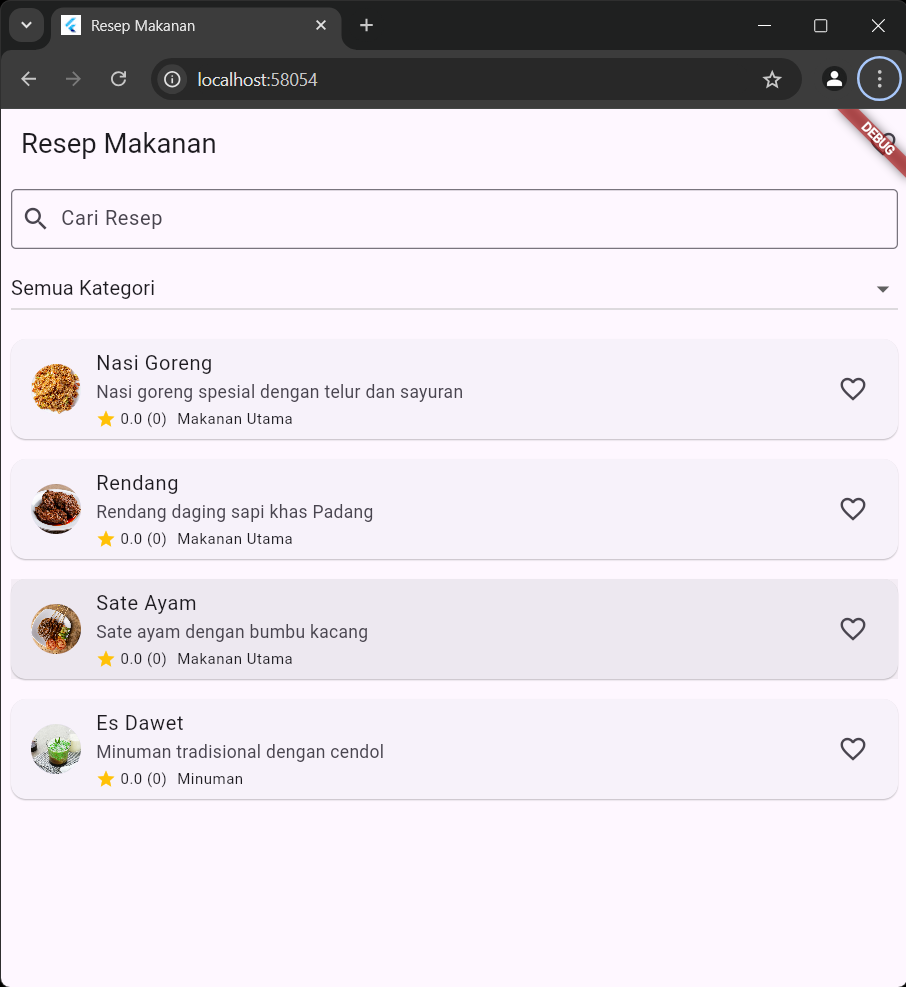 Resep Makanan
localhost:58054
Resep Makanan
DEBUG
Cari Resep
Semua Kategori
Nasi Goreng
Nasi goreng spesial dengan telur dan sayuran
0.0 (0) Makanan Utama
Rendang
Rendang daging sapi khas Padang
0.0 (0) Makanan Utama
Sate Ayam
Sate ayam dengan bumbu kacang
0.0 (0) Makanan Utama
Es Dawet
Minuman tradisional dengan cendol
0.0 (0) Minuman